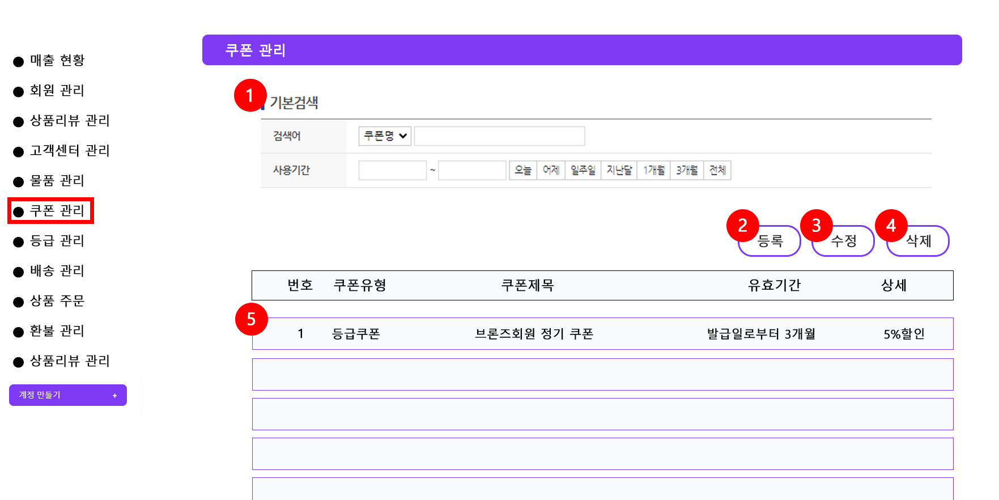 매출 현황
회원 관리
상품리뷰 관리
고객센터 관리
물품 관리
쿠폰 관리
등급 관리
배송 관리
상품 주문
환불 관리
상품리뷰 관리
계정 만들기 +
쿠폰 관리
1 기본검색
검색어 쿠폰명
사용기간 ~ 오늘 어제 일주일 지난달 1개월 3개월 전체
2 등록 3 수정 4 삭제
번호 쿠폰유형 쿠폰제목 유효기간 상세
5
1 등급쿠폰 브론즈회원 정기 쿠폰 발급일로부터 3개월 5%할인